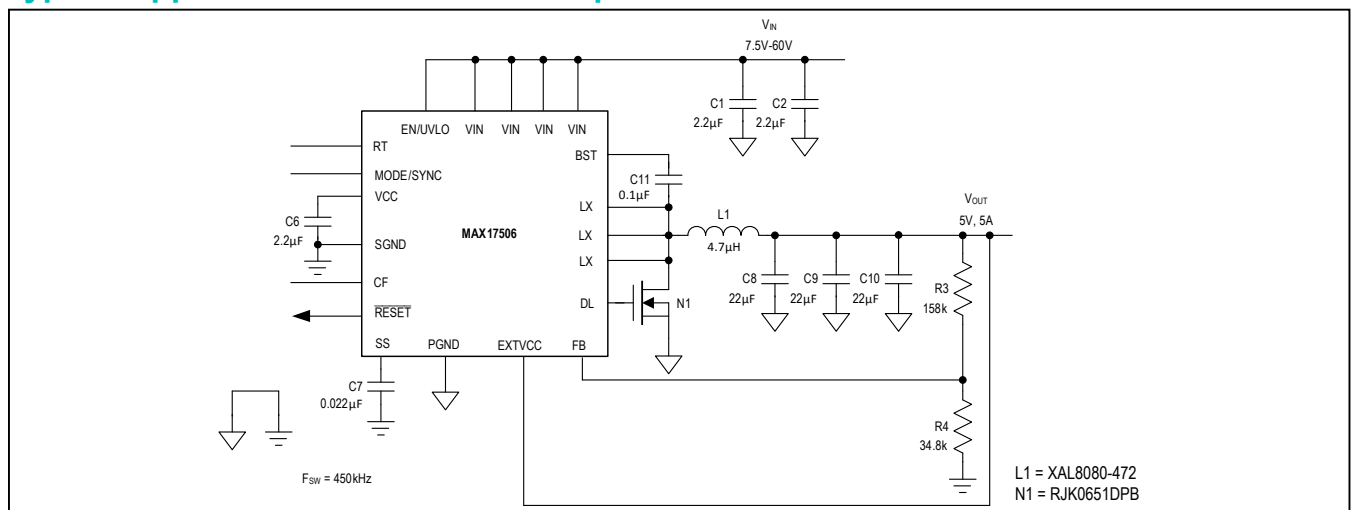 V_IN
7.5V-60V
EN/UVLO VIN VIN VIN VIN
C1
2.2µF
C2
2.2µF
RT
MODE/SYNC
VCC
SGND
CF
RESET
SS PGND EXTVCC FB
MAX17506
BST
LX
LX
LX
DL
C11
0.1µF
L1
4.7µH
V_OUT
5V, 5A
C6
2.2µF
C8
22µF
C9
22µF
C10
22µF
N1
R3
158k
R4
34.8k
C7
0.022µF
F_SW = 450kHz
L1 = XAL8080-472
N1 = RJK0651DPB